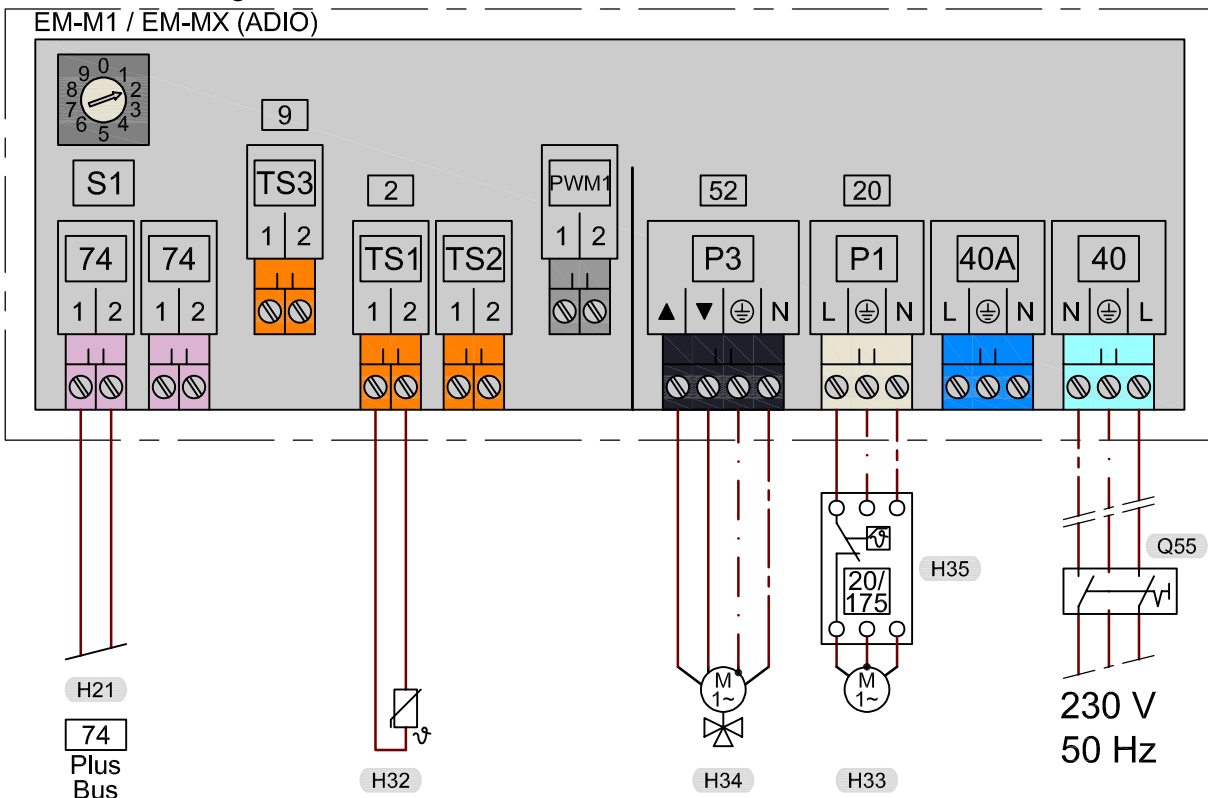 EM-M1 / EM-MX (ADIO)
0
1
2
3
4
5
6
7
8
9
S1
9
TS3
1 2
2
52
20
74
1 2
74
1 2
TS1
1 2
TS2
1 2
PWM1
1 2
P3
▲ ▼ N
P1
L N
40A
L N
40
N L
Q55
H35
20/
175
H21
74
Plus
Bus
H32
M
1~
H34
M
1~
H33
230 V
50 Hz
ϑ
ϑ